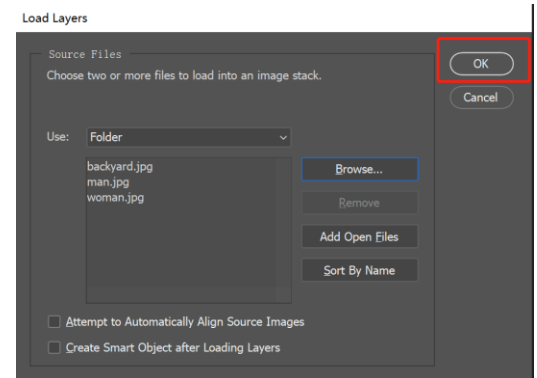 Load Layers
Source Files
Choose two or more files to load into an image stack.
OK
Cancel
Use: Folder
backyard.jpg
man.jpg
woman.jpg
Browse...
Remove
Add Open Files
Sort By Name
Attempt to Automatically Align Source Images
Create Smart Object after Loading Layers